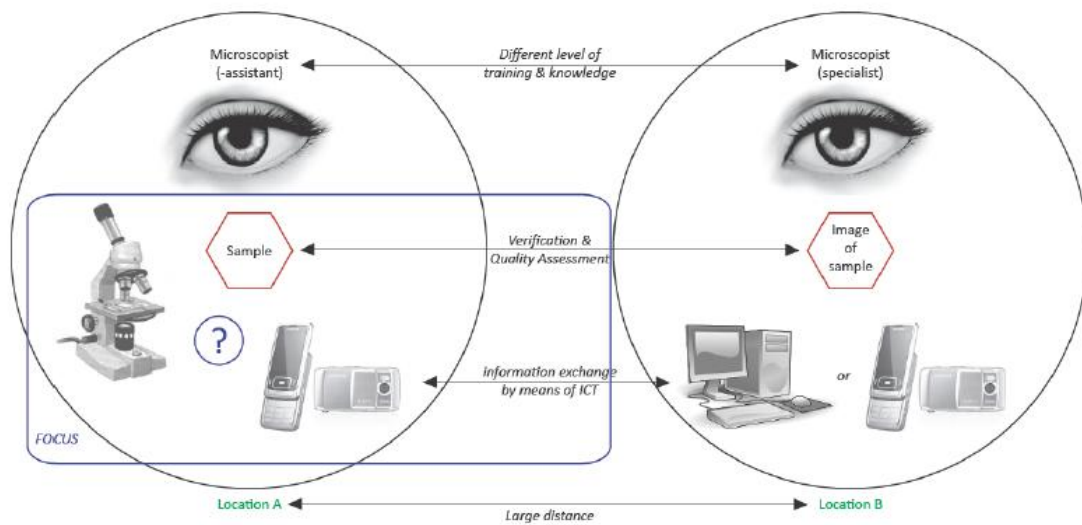 Microscopist
(-assistant)
Different level of
training & knowledge
Microscopist
(specialist)
Sample
Verification &
Quality Assessment
Image
of
sample
?
information exchange
by means of ICT
or
FOCUS
Location A
Large distance
Location B